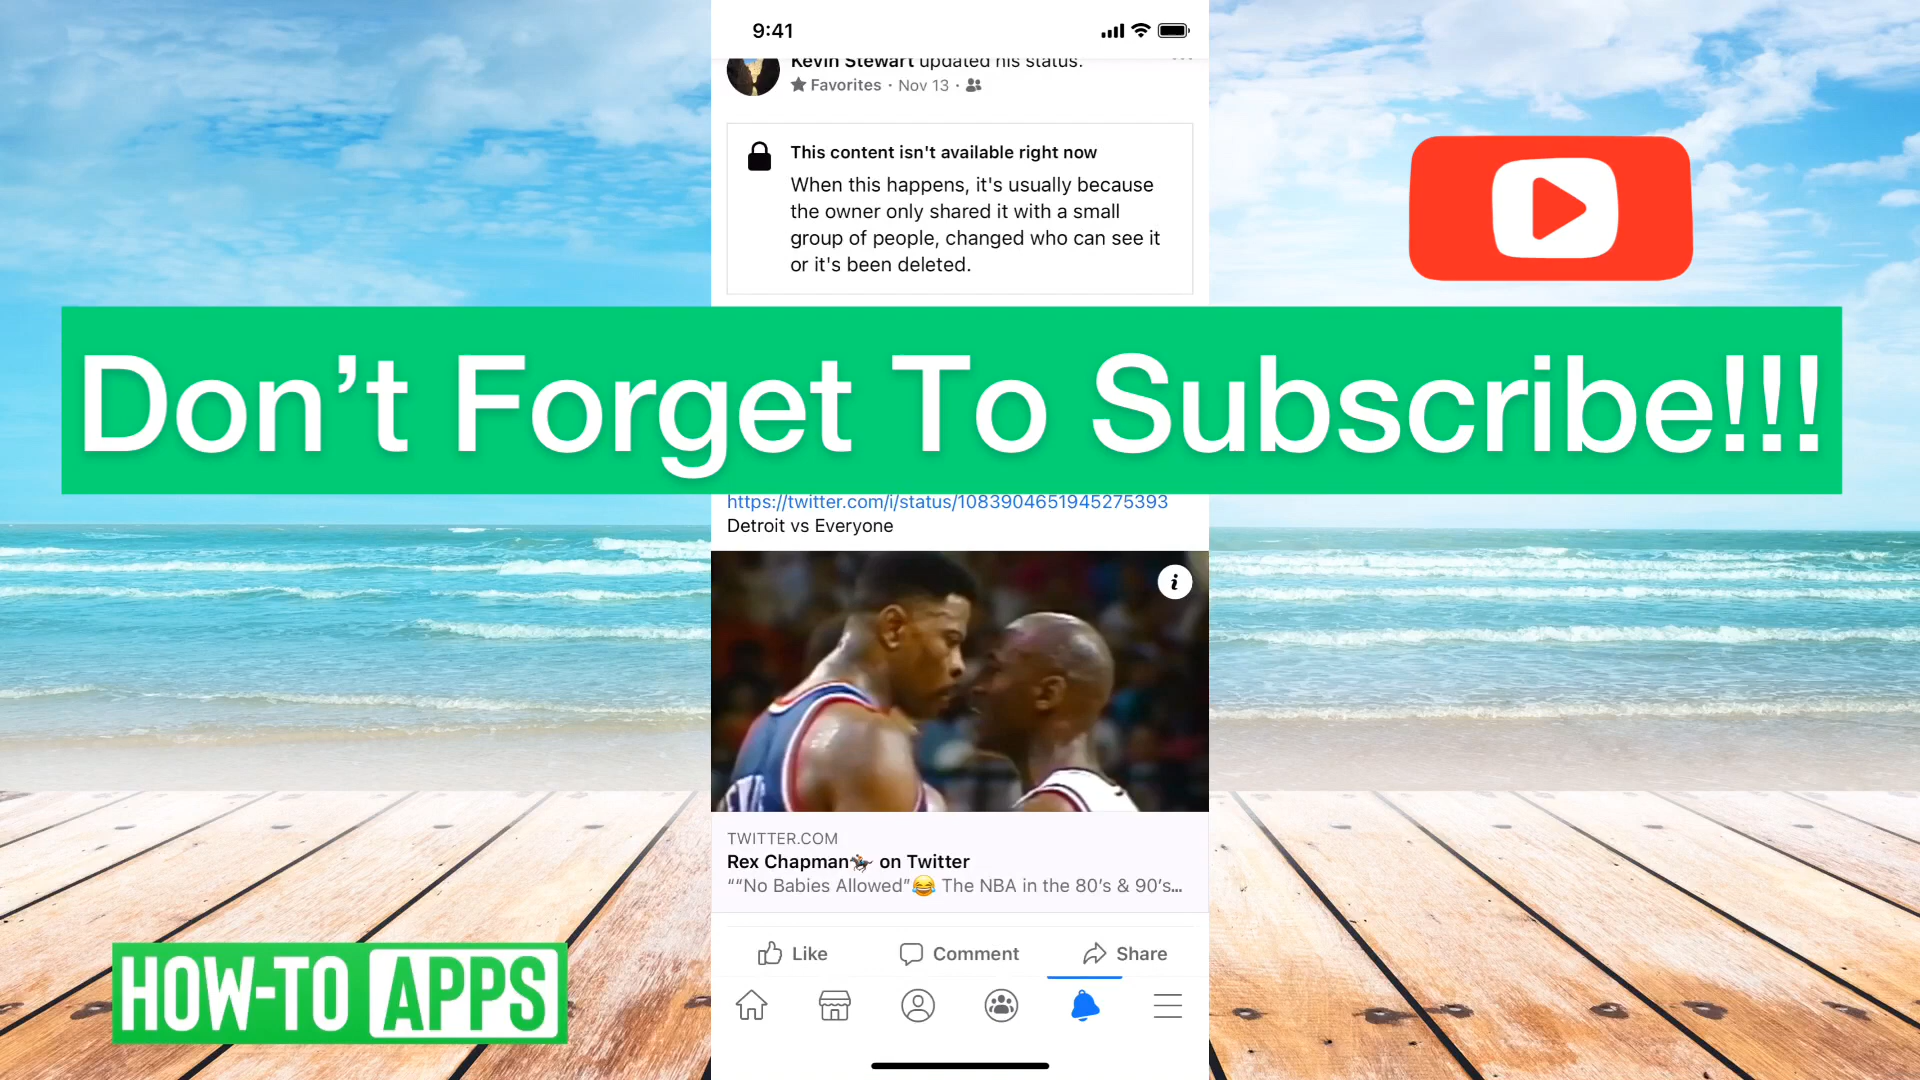 9:41
Kevin Stewart updated his status.
Favorites · Nov 13 ·
This content isn't available right now
When this happens, it's usually because
the owner only shared it with a small
group of people, changed who can see it
or it's been deleted.
Don't Forget To Subscribe!!!
https://twitter.com/i/status/1083904651945275393
Detroit vs Everyone
TWITTER.COM
Rex Chapman🏇 on Twitter
““No Babies Allowed”😂 The NBA in the 80’s & 90’s...
Like Comment Share
HOW-TO APPS